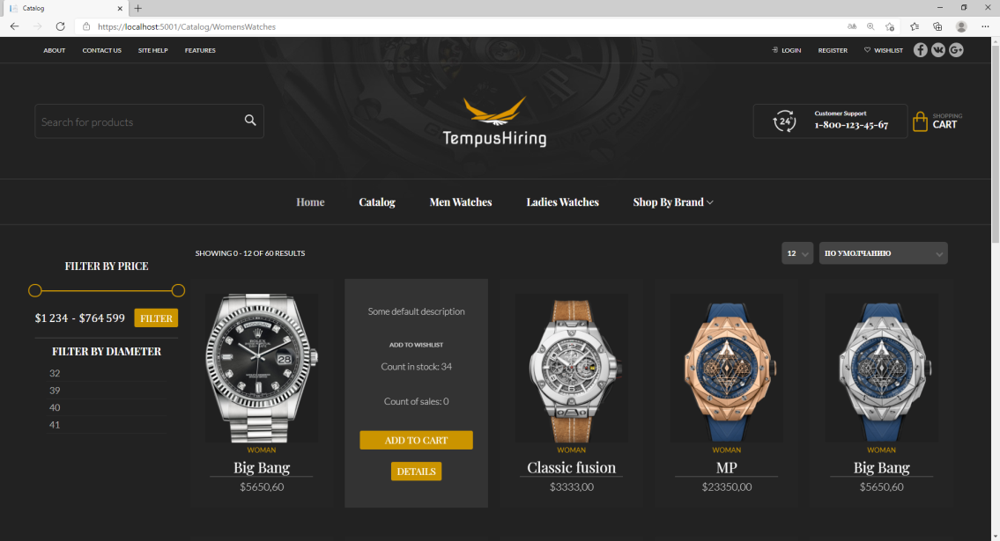 Catalog
https://localhost:5001/Catalog/WomensWatches
ABOUT CONTACT US SITE HELP FEATURES
LOGIN REGISTER WISHLIST
Search for products
TempusHiring
24
Customer Support
1-800-123-45-67
SHOPPING
CART
Home Catalog Men Watches Ladies Watches Shop By Brand
FILTER BY PRICE
$1 234 - $764 599 FILTER
FILTER BY DIAMETER
32
39
40
41
SHOWING 0 - 12 OF 60 RESULTS
12 ПО УМОЛЧАНИЮ
ROLEX
28
WOMAN
Big Bang
$5650,60
Some default description
ADD TO WISHLIST
Count in stock: 34
Count of sales: 0
ADD TO CART
DETAILS
WOMAN
Classic fusion
$3333,00
WOMAN
MP
$23350,00
WOMAN
Big Bang
$5650,60